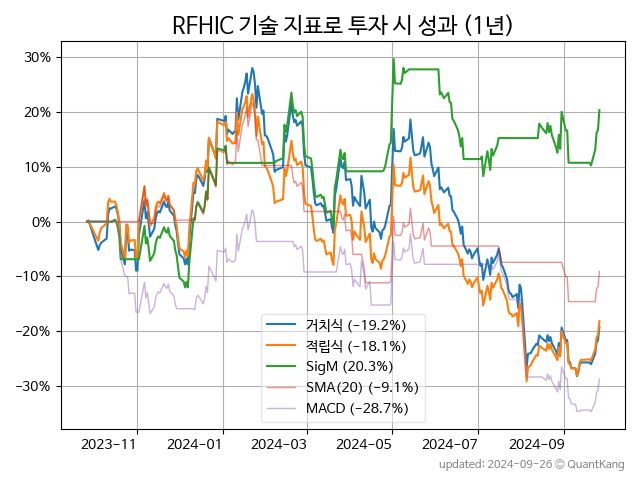 RFHIC 기술 지표로 투자 시 성과 (1년)
30%
20%
10%
0%
−10%
−20%
−30%
거치식 (−19.2%)
적립식 (−18.1%)
SigM (20.3%)
SMA(20) (−9.1%)
MACD (−28.7%)
2023-11
2024-01
2024-03
2024-05
2024-07
2024-09
updated: 2024-09-26 © QuantKang